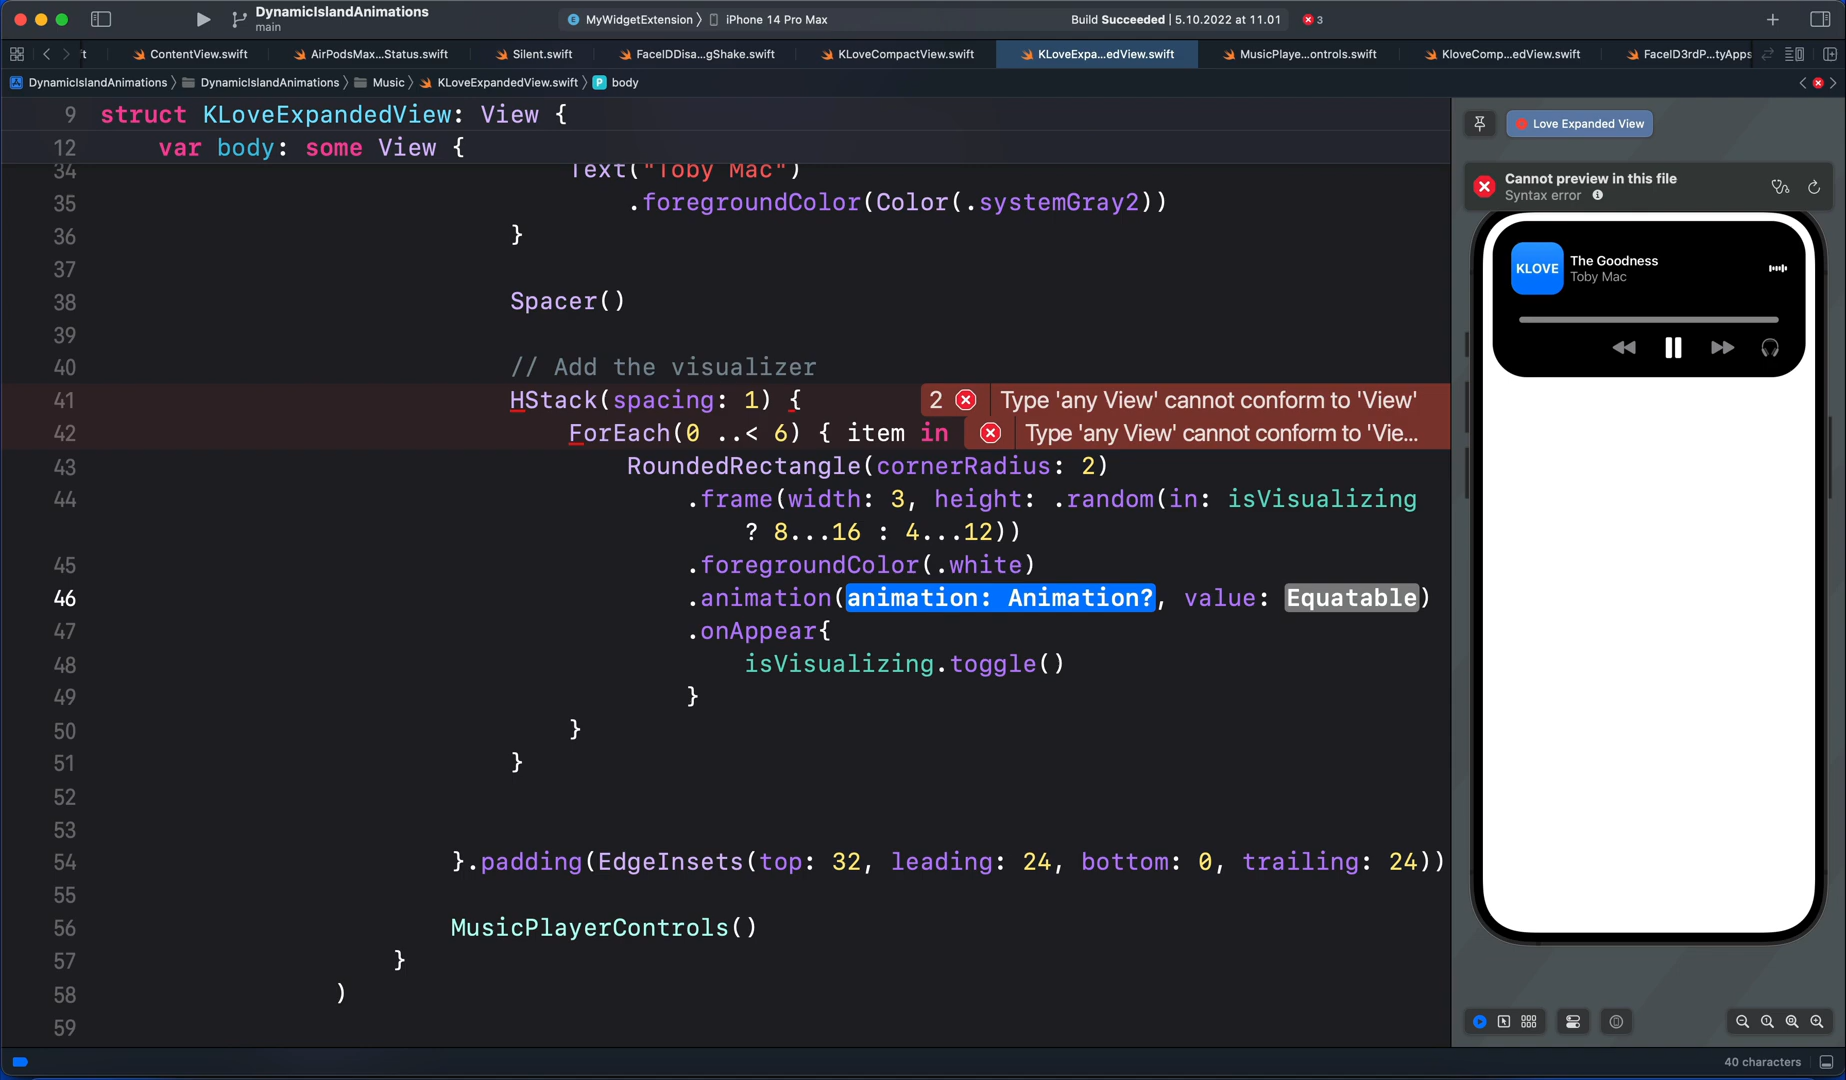 DynamicIslandAnimations
main
MyWidgetExtension
iPhone 14 Pro Max
Build Succeeded | 5.10.2022 at 11.01
3
ft
ContentView.swift
AirPodsMax...Status.swift
Silent.swift
FaceIDDisa...gShake.swift
KLoveCompactView.swift
KLoveExpa...edView.swift
MusicPlaye...ontrols.swift
KloveComp...edView.swift
FaceID3rdP...tyApps
DynamicIslandAnimations
DynamicIslandAnimations
Music
KLoveExpandedView.swift
P body
9 struct KLoveExpandedView: View {
12 var body: some View {
34 Text("Toby Mac")
35 .foregroundColor(Color(.systemGray2))
36 }
37
38 Spacer()
39
40 // Add the visualizer
41 HStack(spacing: 1) { 2 Type 'any View' cannot conform to 'View'
42 ForEach(0 ..< 6) { item in Type 'any View' cannot conform to 'Vie...
43 RoundedRectangle(cornerRadius: 2)
44 .frame(width: 3, height: .random(in: isVisualizing
? 8...16 : 4...12))
45 .foregroundColor(.white)
46 .animation(animation: Animation?, value: Equatable)
47 .onAppear{
48 isVisualizing.toggle()
49 }
50 }
51 }
52
53
54 }.padding(EdgeInsets(top: 32, leading: 24, bottom: 0, trailing: 24))
55
56 MusicPlayerControls()
57 }
58 )
59
Love Expanded View
Cannot preview in this file
Syntax error
KLOVE
The Goodness
Toby Mac
40 characters